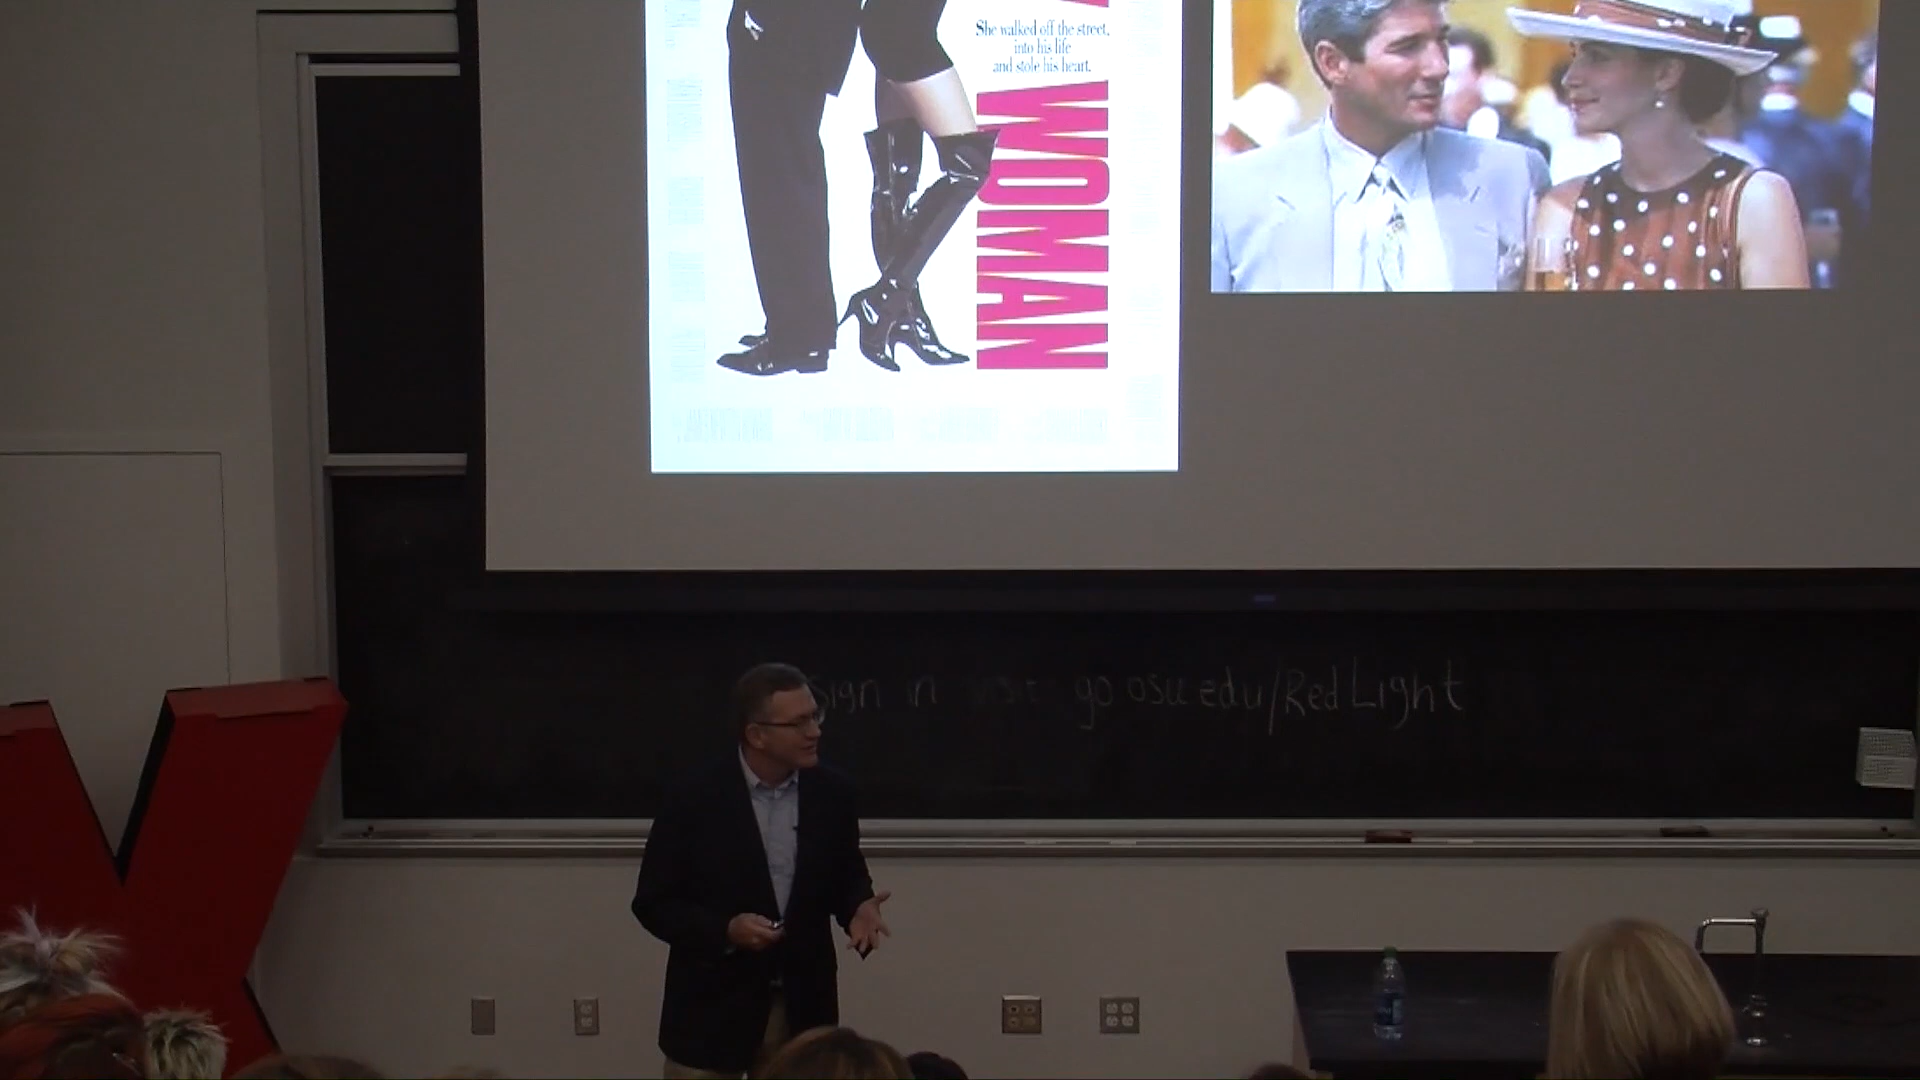 She walked off the street,
into his life
and stole his heart.
WOMAN
sign in visit go osu edu/RedLight
X